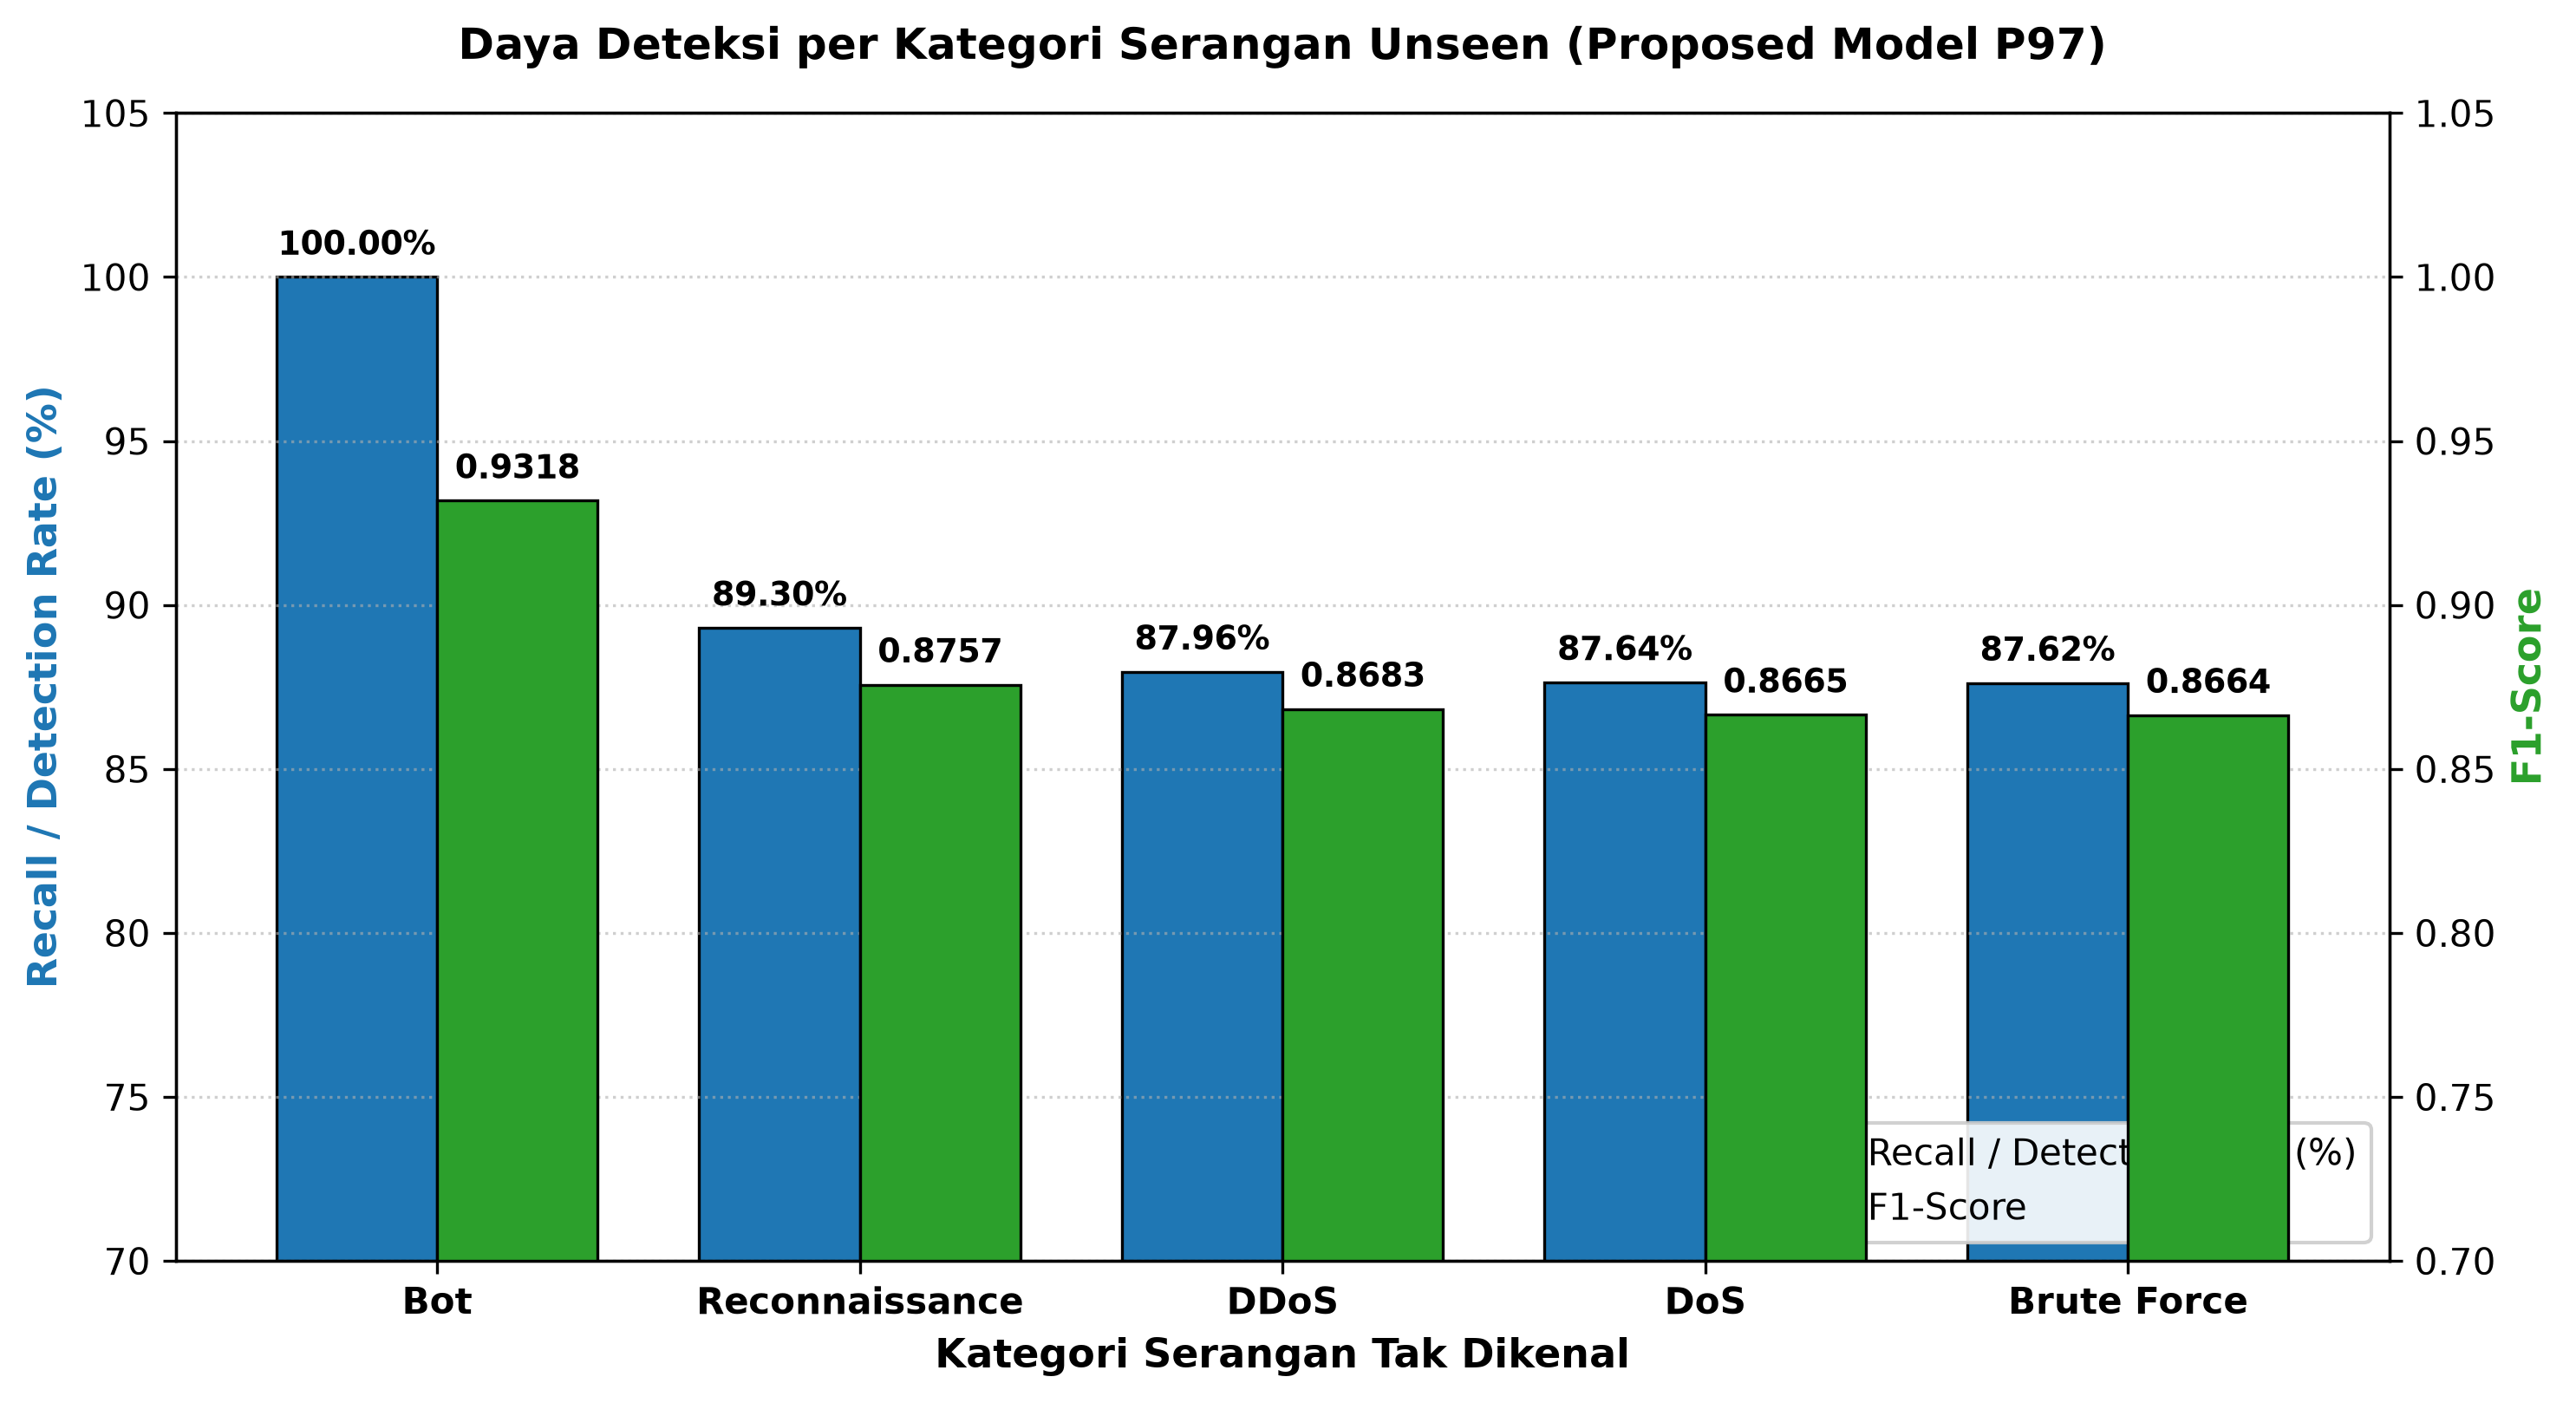 Daya Deteksi per Kategori Serangan Unseen (Proposed Model P97)
Recall / Detection Rate (%)
105
100
95
90
85
80
75
70
100.00%
0.9318
89.30%
0.8757
87.96%
0.8683
87.64%
0.8665
87.62%
0.8664
1.05
1.00
0.95
0.90
0.85
0.80
0.75
0.70
F1-Score
Recall / Detect (%)
F1-Score
Bot
Reconnaissance
DDoS
DoS
Brute Force
Kategori Serangan Tak Dikenal